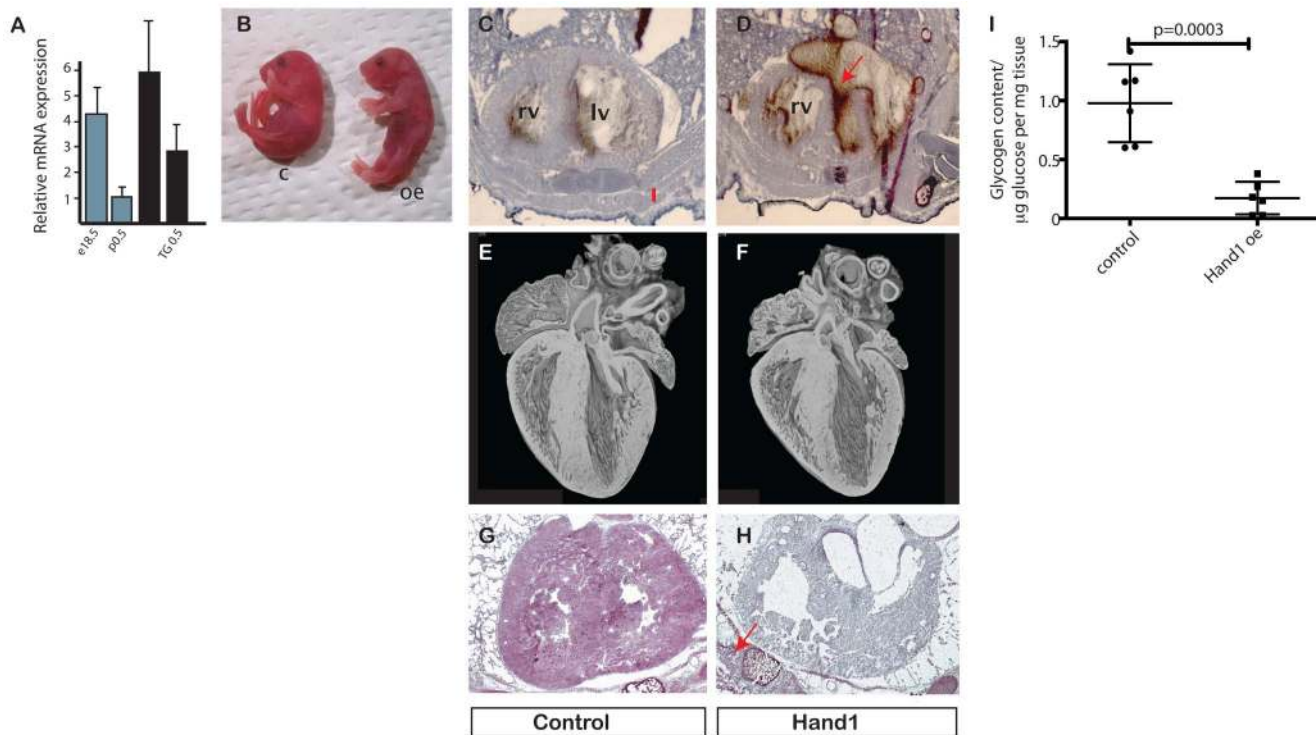 A
Relative mRNA expression
6
5
4
3
2
1
e18.5
p0.5
TG 0.5
B
c
oe
C
rv
lv
D
rv
E
F
G
H
Control
Hand1
I
p=0.0003
Glycogen content/
µg glucose per mg tissue
1.5
1.0
0.5
0
control
Hand1 oe